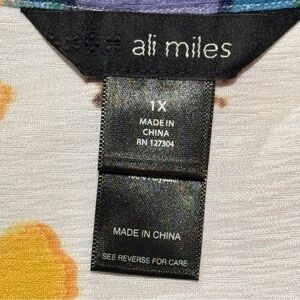 ali miles
1X
MADE IN
CHINA
RN 127304
MADE IN CHINA
SEE REVERSE FOR CARE